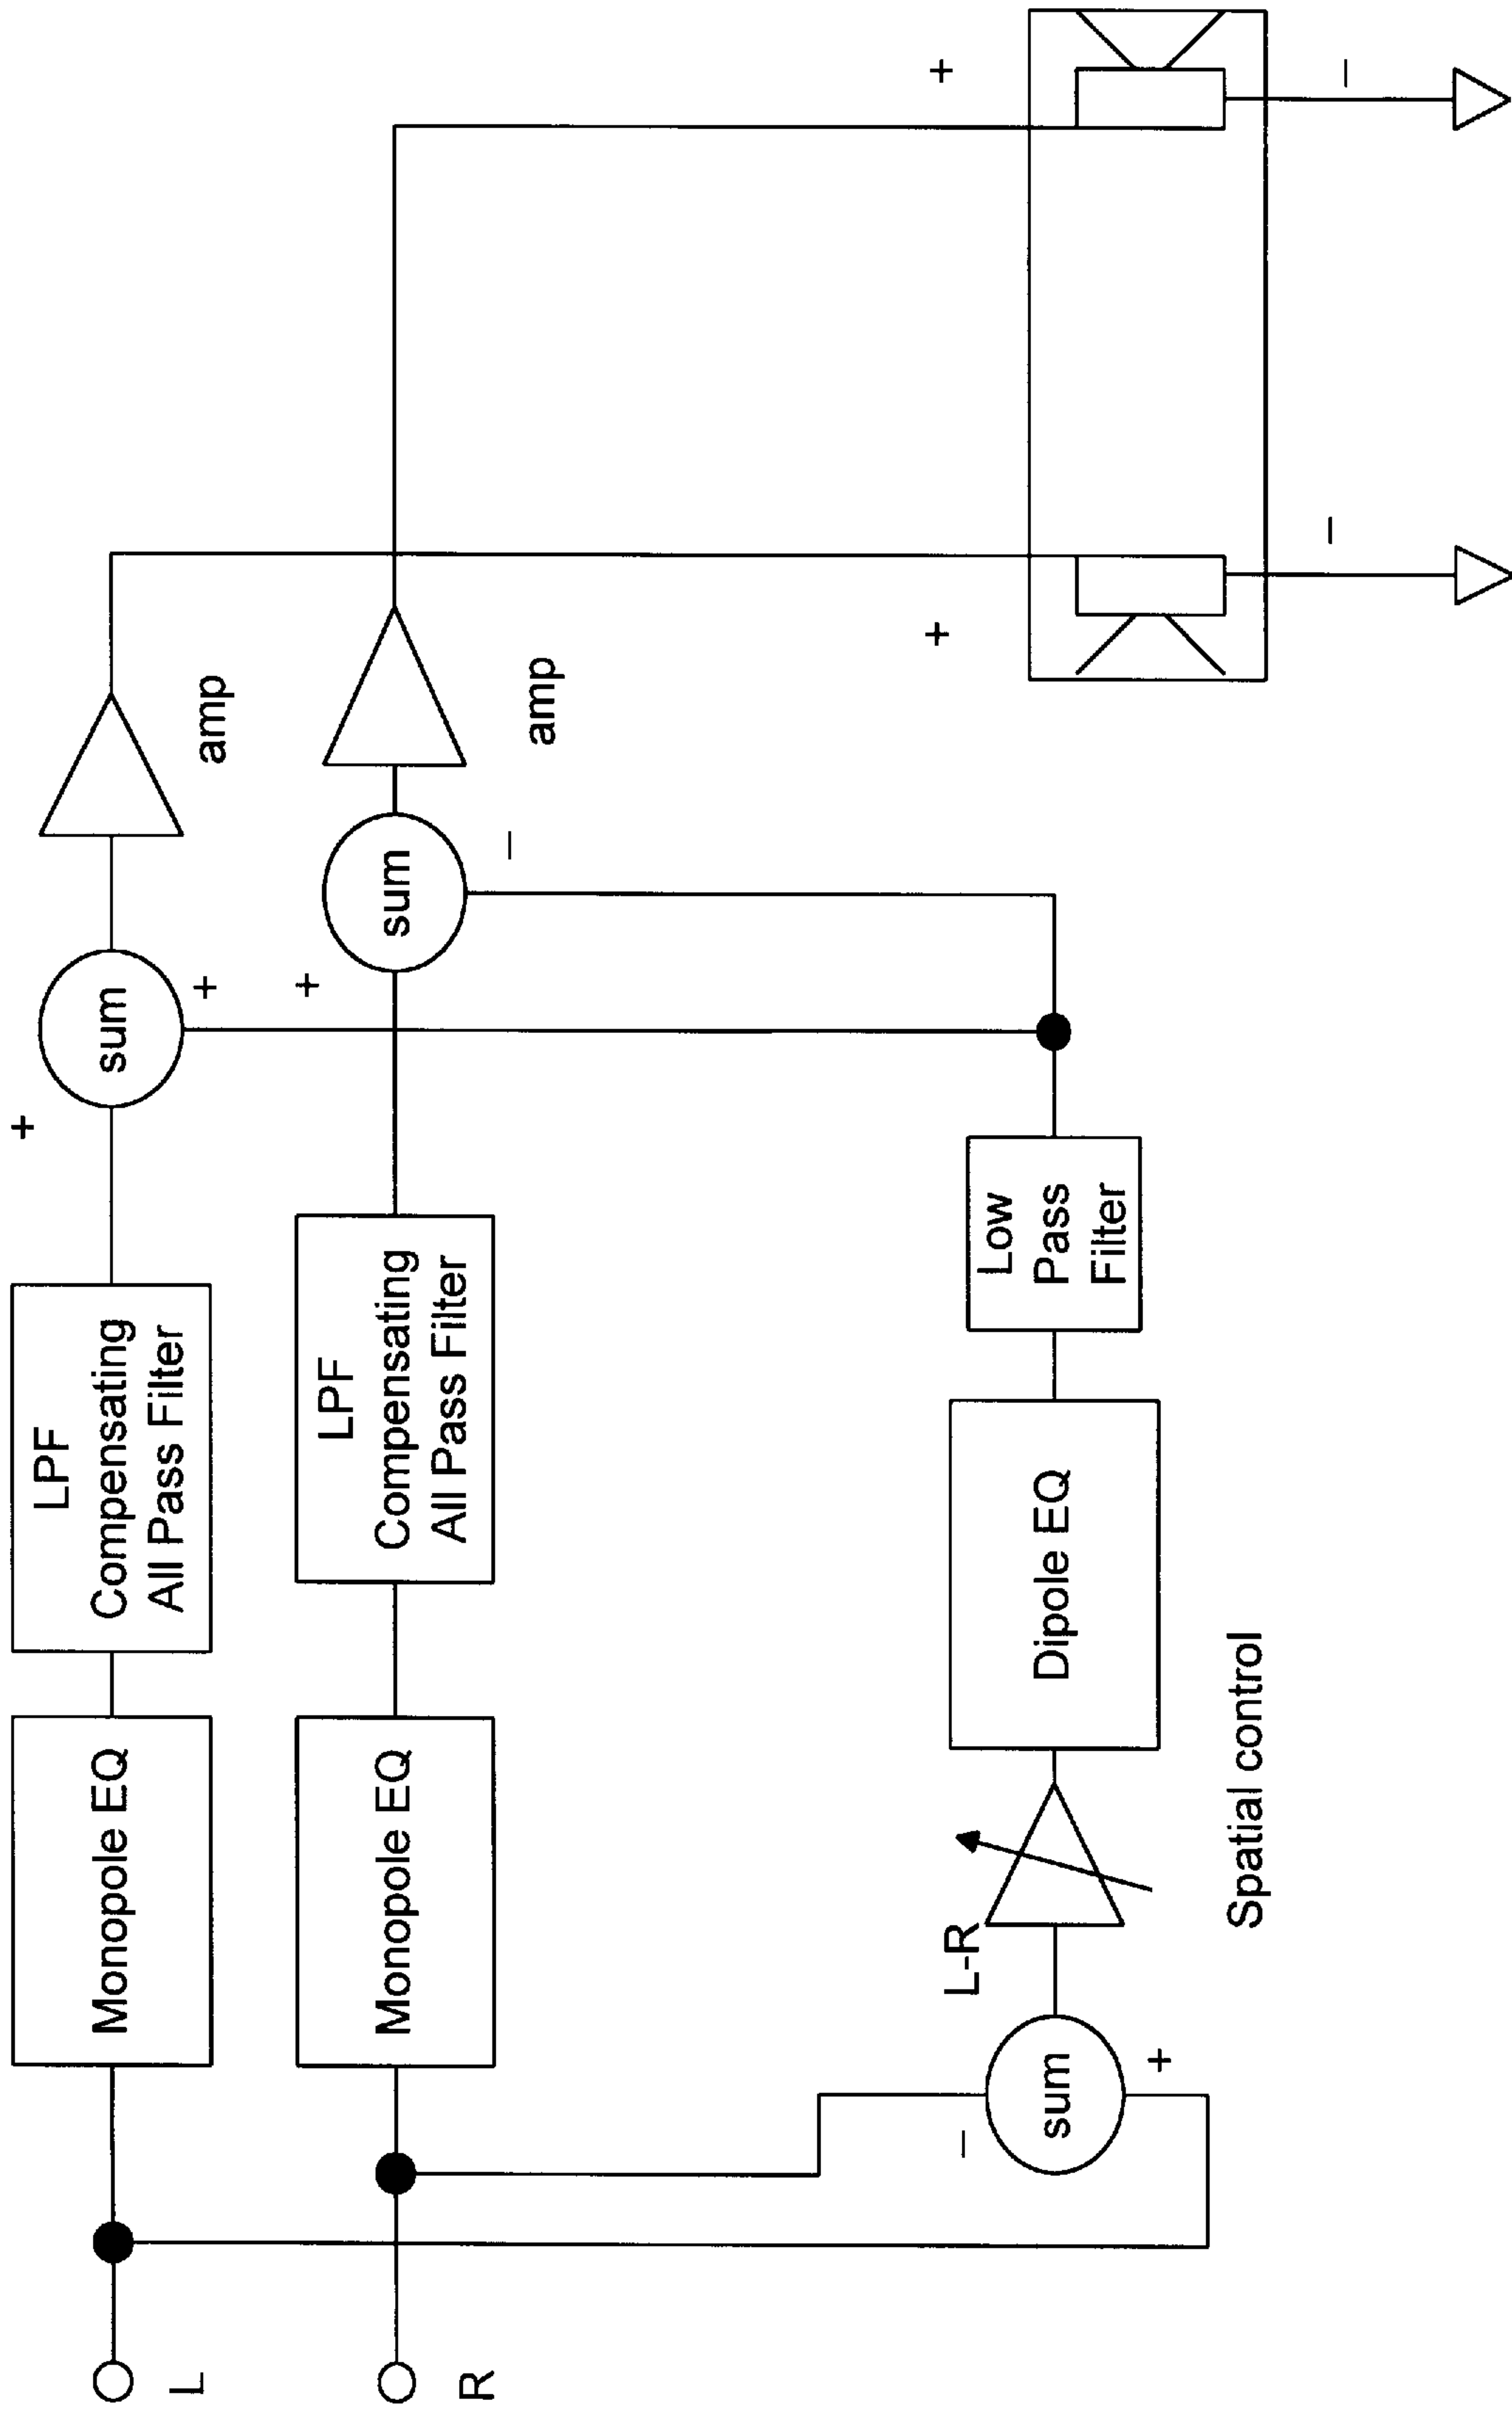 L
Monopole EQ
LPF
Compensating
All Pass Filter
+
sum
+
amp
R
Monopole EQ
LPF
Compensating
All Pass Filter
+
sum
−
amp
−
sum
+
L-R
Spatial control
Dipole EQ
Low
Pass
Filter
+
−
+
−